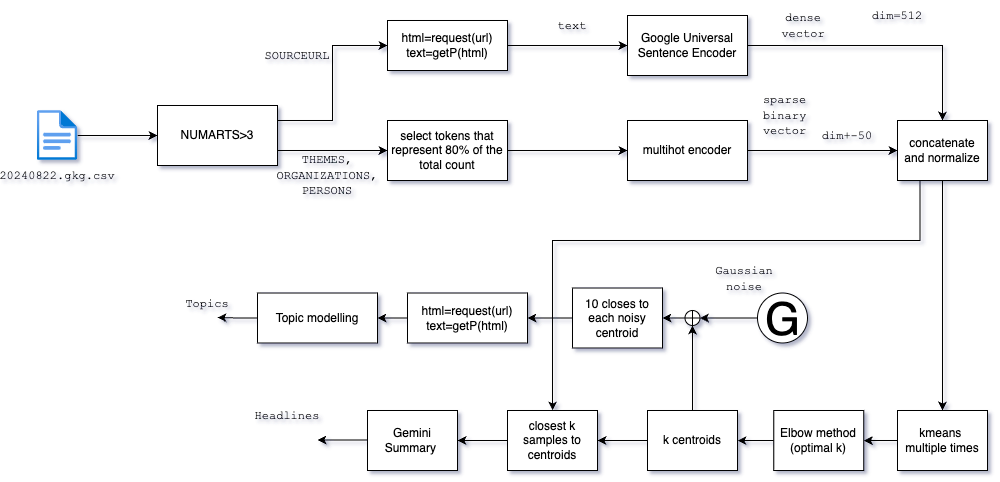 html=request(url)
text=getP(html)
text
Google Universal
Sentence Encoder
dense
vector
dim=512
SOURCEURL
NUMARTS>3
20240822.gkg.csv
THEMES,
ORGANIZATIONS,
PERSONS
select tokens that
represent 80% of the
total count
multihot encoder
sparse
binary
vector
dim+-50
concatenate
and normalize
Topics
Topic modelling
html=request(url)
text=getP(html)
10 closes to
each noisy
centroid
Gaussian
noise
G
Headlines
Gemini
Summary
closest k
samples to
centroids
k centroids
Elbow method
(optimal k)
kmeans
multiple times